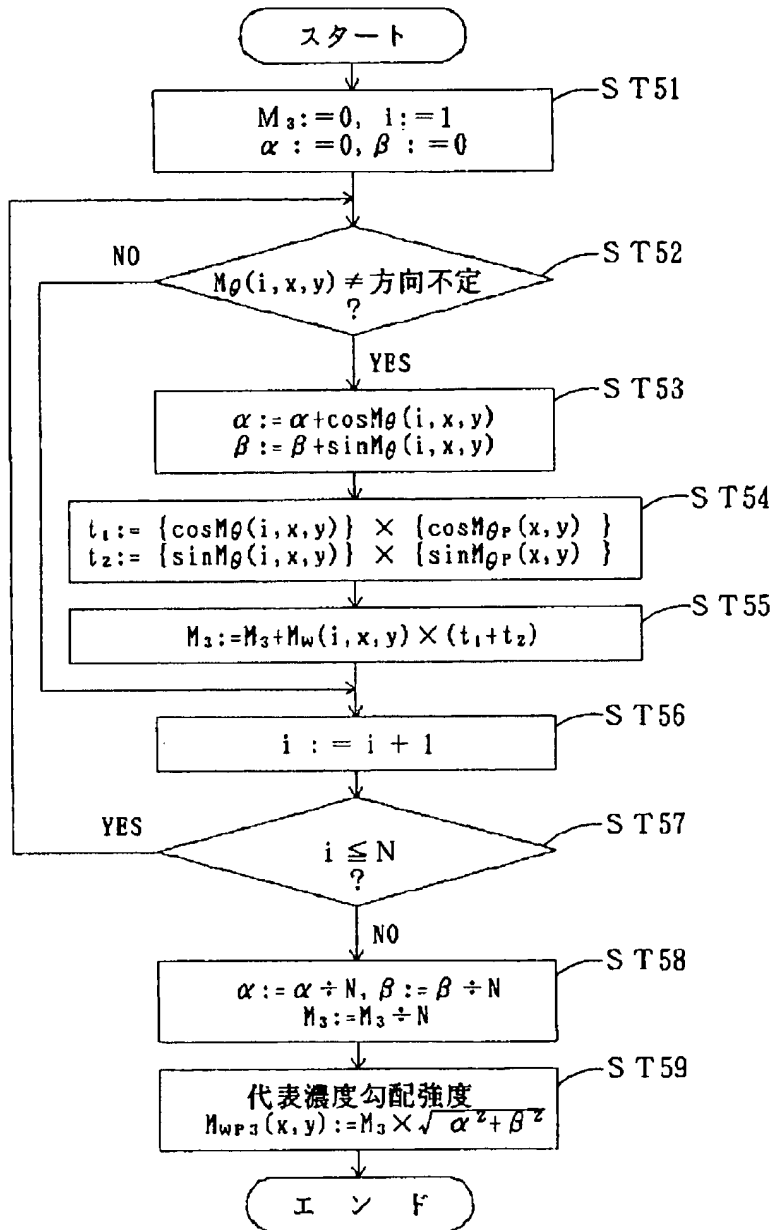 スタート
ST51
M₃:=0, i:=1
α:=0, β:=0
ST52
NO
Mθ(i,x,y)≠方向不定
?
YES
ST53
α:=α+cosMθ(i,x,y)
β:=β+sinMθ(i,x,y)
ST54
t₁:= {cosMθ(i,x,y)} × {cosMθP(x,y) }
t₂:= {sinMθ(i,x,y)} × {sinMθP(x,y) }
ST55
M₃:=M₃+MW(i,x,y)×(t₁+t₂)
ST56
i := i + 1
YES
ST57
i ≦ N
?
NO
ST58
α:=α÷N, β:=β÷N
M₃:=M₃÷N
ST59
代表濃度勾配強度
MWP3(x,y):=M₃×√α²+β²
エンド